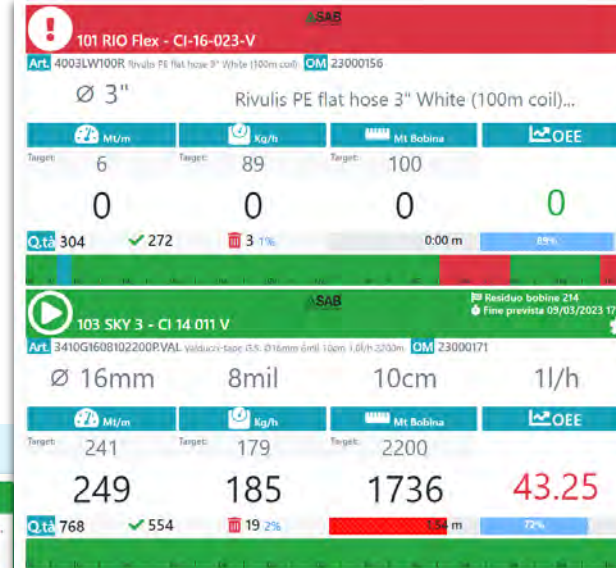 SAB
101 RIO Flex - CI-16-023-V
Art. 4003LW100R Rivulis PE flat hose 3" White (100m coil) OM 23000156
Ø 3" Rivulis PE flat hose 3" White (100m coil)...
Mt/m Kg/h Mt Bobina OEE
Target: 6 Target: 89 Target: 100
0 0 0 0
Q.tà 304 272 3 1% 0:00 m 89%
SAB
Residuo bobine 214
103 SKY 3 - CI 14 011 V Fine prevista 09/03/2023 17
Art. 3410G1608102200P.VAL OM 23000171
Ø 16mm 8mil 10cm 1l/h
Mt/m Kg/h Mt Bobina OEE
Target: 241 Target: 179 Target: 2200
249 185 1736 43.25
Q.tà 768 554 19 2% 1.54 m 72%